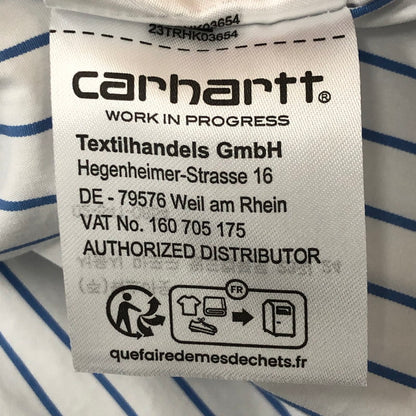 23TRHK03654
carhartt®
WORK IN PROGRESS
Textilhandels GmbH
Hegenheimer-Strasse 16
DE - 79576 Weil am Rhein
VAT No. 160 705 175
AUTHORIZED DISTRIBUTOR
FR
quefairedemesdechets.fr